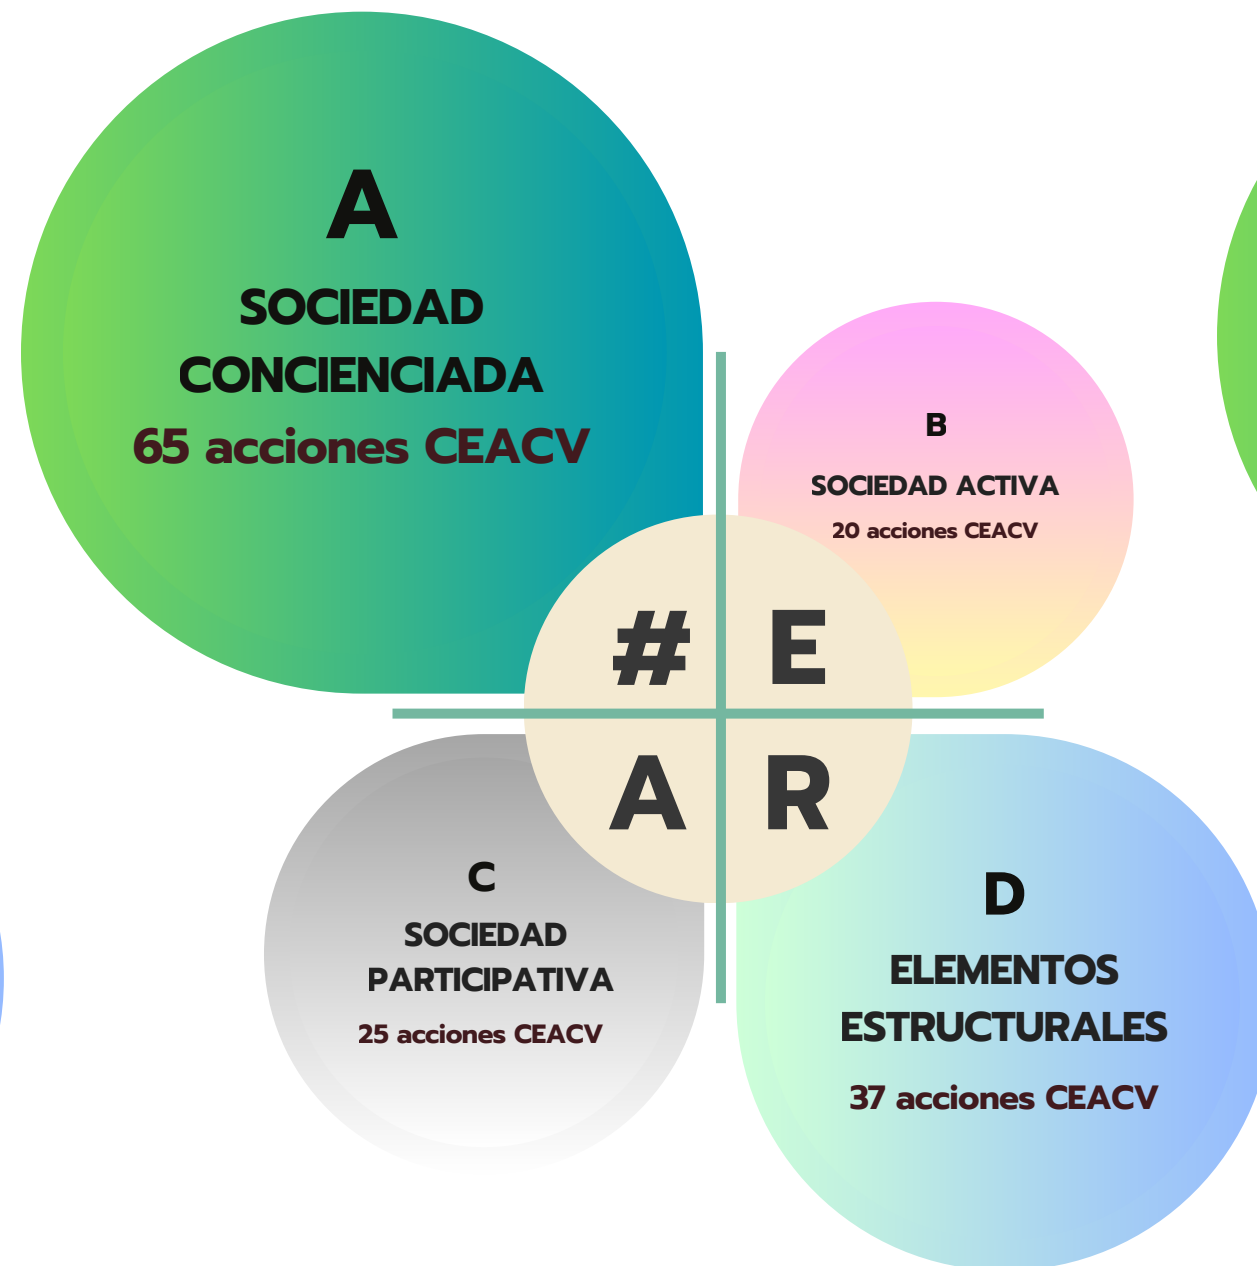 A
SOCIEDAD
CONCIENCIADA
65 acciones CEACV
B
SOCIEDAD ACTIVA
20 acciones CEACV
# E
A R
C
SOCIEDAD
PARTICIPATIVA
25 acciones CEACV
D
ELEMENTOS
ESTRUCTURALES
37 acciones CEACV